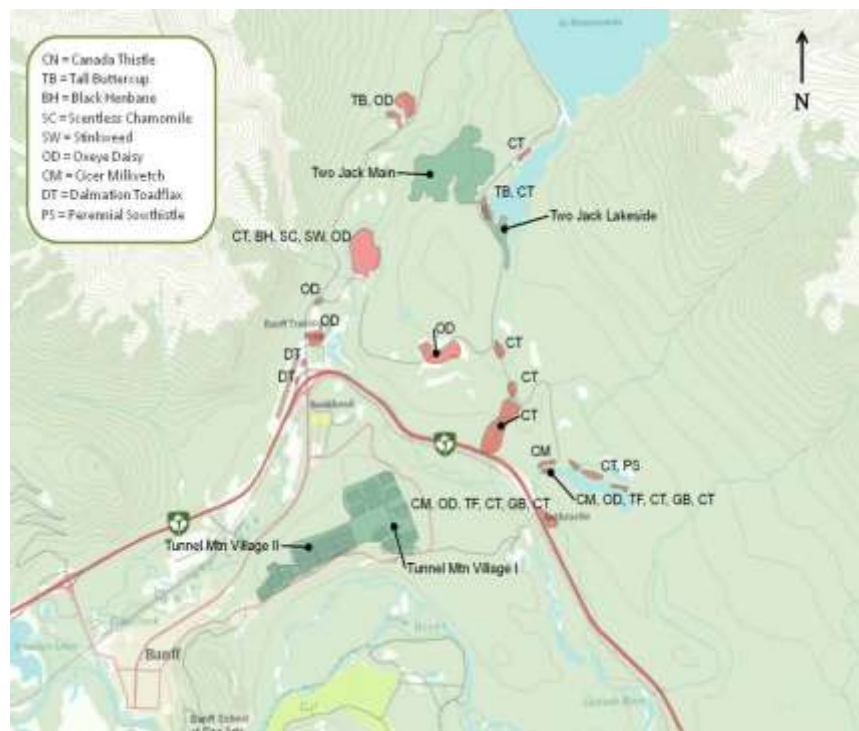 CN = Canada Thistle
TB = Tall Buttercup
BH = Black Henbane
SC = Scentless Chamomile
SW = Stinkweed
OD = Oxeye Daisy
CM = Cicer Milkvetch
DT = Dalmation Toadflax
PS = Perennial Sowthistle
N
TB, OD
CT
Two Jack Main
TB, CT
Two Jack Lakeside
CT, BH, SC, SW, OD
OD
OD
OD
CT
DT
DT
CT
CT
CM
CT, PS
CM, OD, TF, CT, GB, CT
CM, OD, TF, CT, GB, CT
Tunnel Mtn Village II
Tunnel Mtn Village I
Banff
Banff School